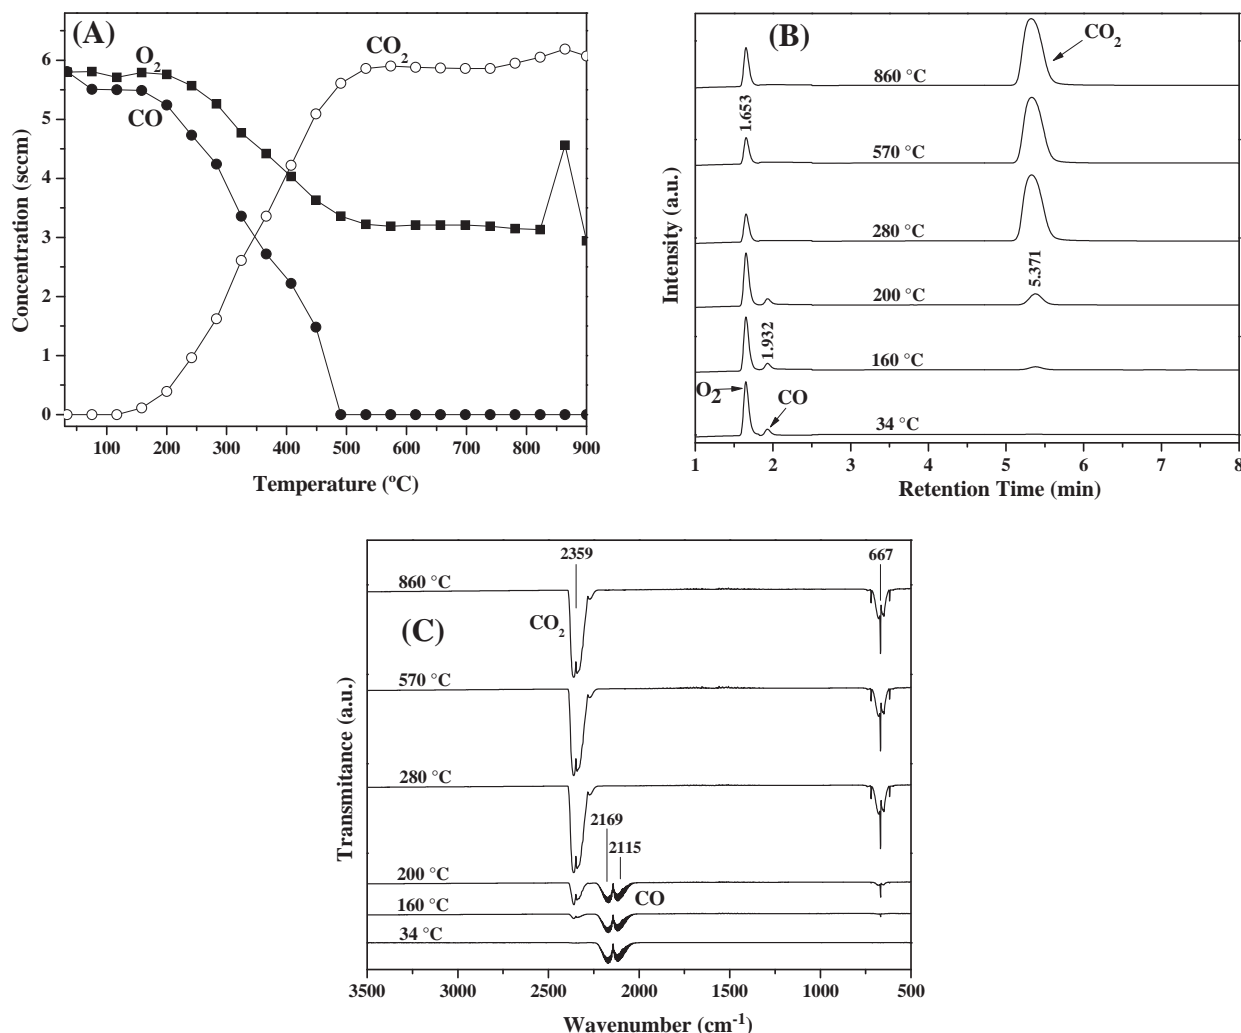 (A)
O2
CO2
CO
6
5
4
3
2
1
0
100 200 300 400 500 600 700 800 900
Concentration (sccm)
Temperature (ºC)
(B)
CO2
860 °C
1.653
570 °C
280 °C
5.371
200 °C
1.932
160 °C
O2
CO
34 °C
1 2 3 4 5 6 7 8
Intensity (a.u.)
Retention Time (min)
2359
667
860 °C
CO2
(C)
570 °C
280 °C
2169
2115
200 °C
CO
160 °C
34 °C
3500 3000 2500 2000 1500 1000 500
Transmitance (a.u.)
Wavenumber (cm-1)